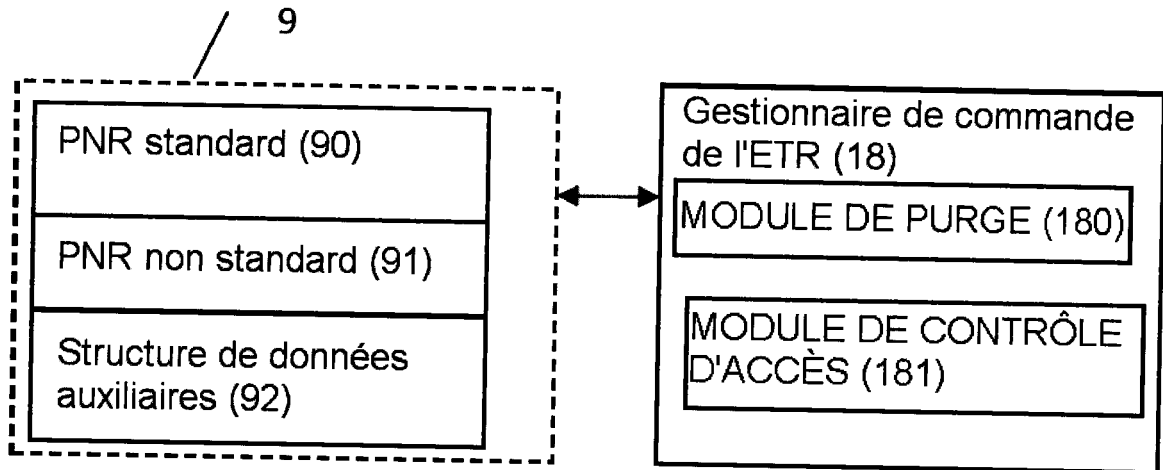 9
PNR standard (90)
PNR non standard (91)
Structure de données
auxiliaires (92)
Gestionnaire de commande
de l'ETR (18)
MODULE DE PURGE (180)
MODULE DE CONTRÔLE
D'ACCÈS (181)